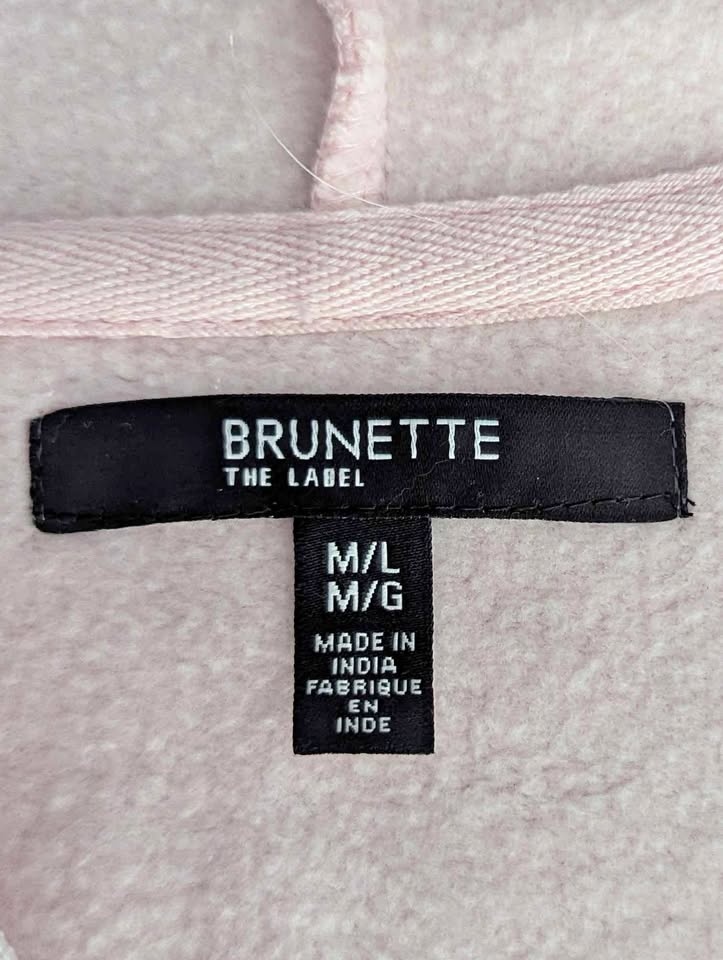 BRUNETTE
THE LABEL
M/L
M/G
MADE IN
INDIA
FABRIQUE
EN
INDE